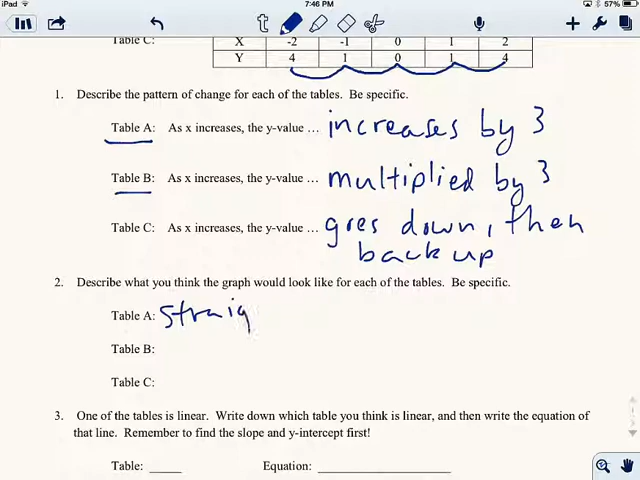 iPad
7:46 PM
57%
t
Table C:
X -2 -1 0 1 2
Y 4 1 0 1 4
1. Describe the pattern of change for each of the tables. Be specific.
Table A: As x increases, the y-value ... increases by 3
Table B: As x increases, the y-value ... multiplied by 3
Table C: As x increases, the y-value ... goes down, then
back up
2. Describe what you think the graph would look like for each of the tables. Be specific.
Table A: straig
Table B:
Table C:
3. One of the tables is linear. Write down which table you think is linear, and then write the equation of
that line. Remember to find the slope and y-intercept first!
Table: _____ Equation: ____________________